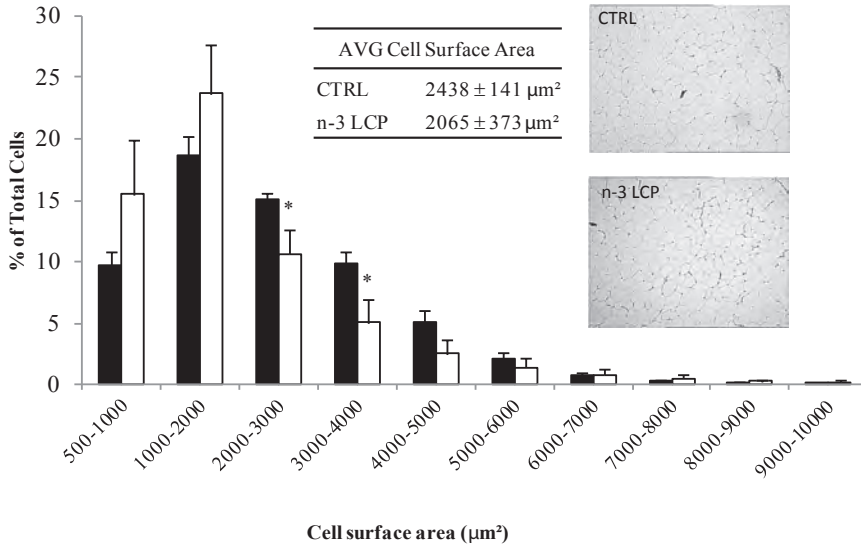 % of Total Cells
30
25
20
15
10
5
0
AVG Cell Surface Area
CTRL 2438 ± 141 µm²
n-3 LCP 2065 ± 373 µm²
CTRL
n-3 LCP
*
*
500-1000
1000-2000
2000-3000
3000-4000
4000-5000
5000-6000
6000-7000
7000-8000
8000-9000
9000-10000
Cell surface area (µm²)